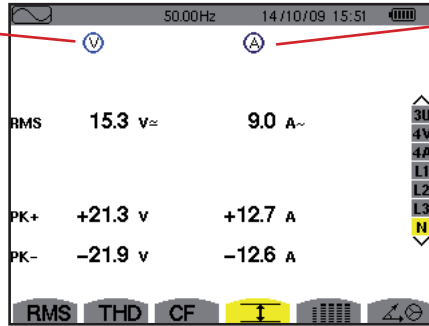 50.00Hz 14/10/09 15:51
V A
RMS 15.3 V≃ 9.0 A~
3U
4V
4A
L1
L2
L3
N
PK+ +21.3 V +12.7 A
PK- -21.9 V -12.6 A
RMS THD CF